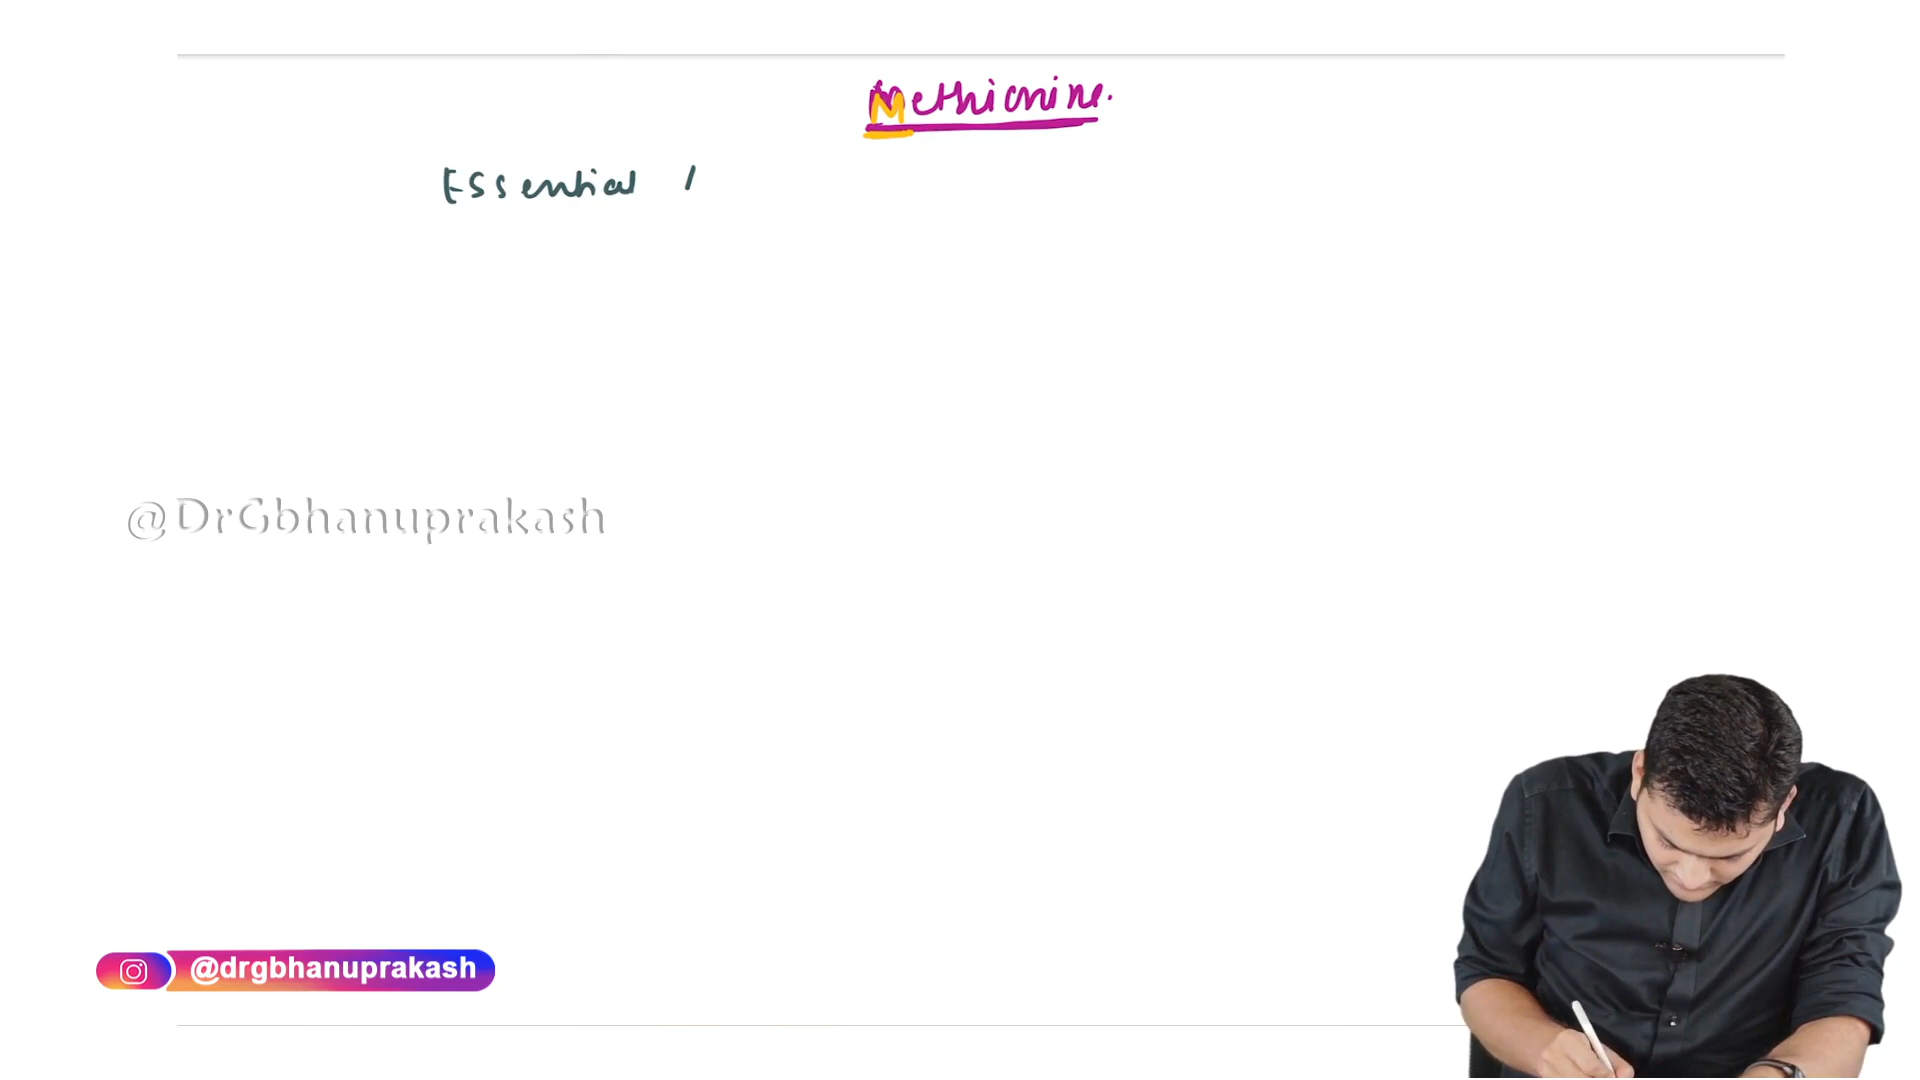 Methionine.
Essential
@DrGbhanuprakash
@drgbhanuprakash